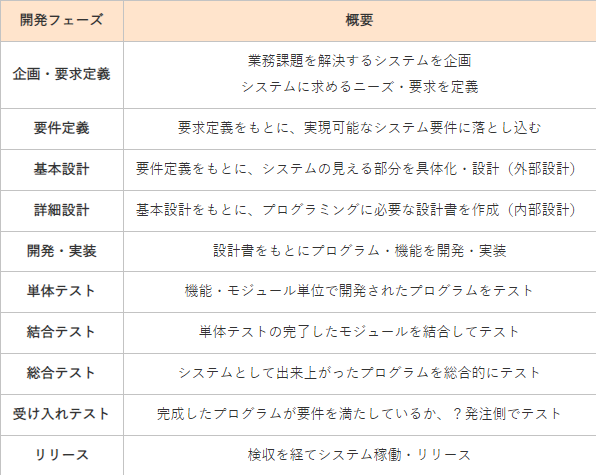 開発フェーズ 概要
企画・要求定義 業務課題を解決するシステムを企画
システムに求めるニーズ・要求を定義
要件定義 要求定義をもとに、実現可能なシステム要件に落とし込む
基本設計 要件定義をもとに、システムの見える部分を具体化・設計（外部設計）
詳細設計 基本設計をもとに、プログラミングに必要な設計書を作成（内部設計）
開発・実装 設計書をもとにプログラム・機能を開発・実装
単体テスト 機能・モジュール単位で開発されたプログラムをテスト
結合テスト 単体テストの完了したモジュールを結合してテスト
総合テスト システムとして出来上がったプログラムを総合的にテスト
受け入れテスト 完成したプログラムが要件を満たしているか、？発注側でテスト
リリース 検収を経てシステム稼働・リリース